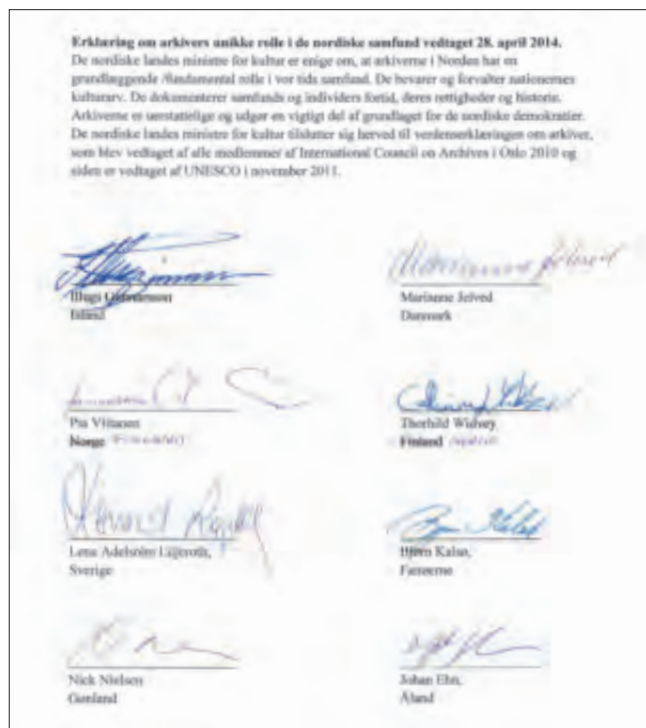 Erklæring om arkivers unikke rolle i de nordiske samfund vedtaget 28. april 2014.
De nordiske landes ministre for kultur er enige om, at arkiverne i Norden har en
grundlæggende /fundamental rolle i vor tids samfund. De bevarer og forvalter nationernes
kulturarv. De dokumenterer samfunds og individers fortid, deres rettigheder og historie.
Arkiverne er uerstattelige og udgør en vigtigt del af grundlaget for de nordiske demokratier.
De nordiske landes ministre for kultur tilslutter sig herved til verdenserklæringen om arkiver,
som blev vedtaget af alle medlemmer af International Council on Archives i Oslo 2010 og
siden er vedtaget af UNESCO i november 2011.
Illugi Gunnarsson
Island
Marianne Jelved
Danmark
Pia Viitanen
Norge
Thorhild Widvey
Finland
Lena Adelsohn Liljeroth,
Sverige
Bjørn Kalsø,
Færøerne
Nick Nielsen
Grønland
Johan Ehn,
Åland